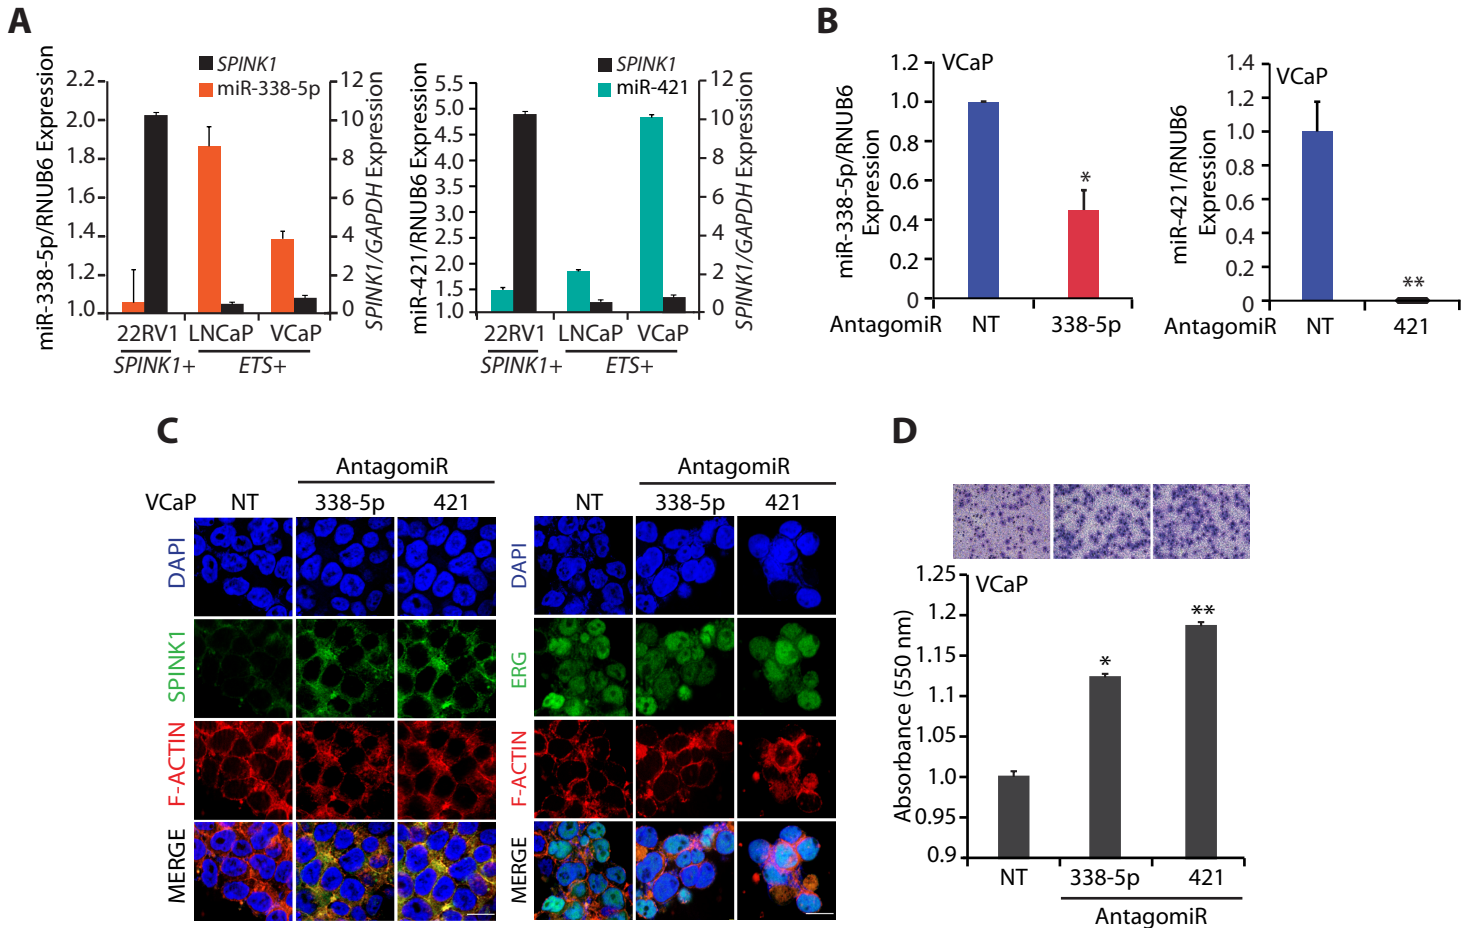 A
B
SPINK1
miR-338-5p
miR-338-5p/RNUB6 Expression
2.2
2.0
1.8
1.6
1.4
1.2
1.0
12
10
8
6
4
2
0
SPINK1/GAPDH Expression
22RV1 LNCaP VCaP
SPINK1+ ETS+
SPINK1
miR-421
miR-421/RNUB6 Expression
5.5
5.0
4.5
4.0
3.5
3.0
2.5
2.0
1.5
1.0
12
10
8
6
4
2
0
SPINK1/GAPDH Expression
22RV1 LNCaP VCaP
SPINK1+ ETS+
VCaP
miR-338-5p/RNUB6
Expression
1.2
1.0
0.8
0.6
0.4
0.2
0
*
AntagomiR NT 338-5p
VCaP
miR-421/RNUB6
Expression
1.4
1.2
1.0
0.8
0.6
0.4
0.2
0
**
AntagomiR NT 421
C
AntagomiR
VCaP NT 338-5p 421
DAPI
SPINK1
F-ACTIN
MERGE
AntagomiR
NT 338-5p 421
DAPI
ERG
F-ACTIN
MERGE
D
VCaP
Absorbance (550 nm)
1.25
1.2
1.15
1.1
1.05
1.0
0.95
0.9
*
**
NT 338-5p 421
AntagomiR